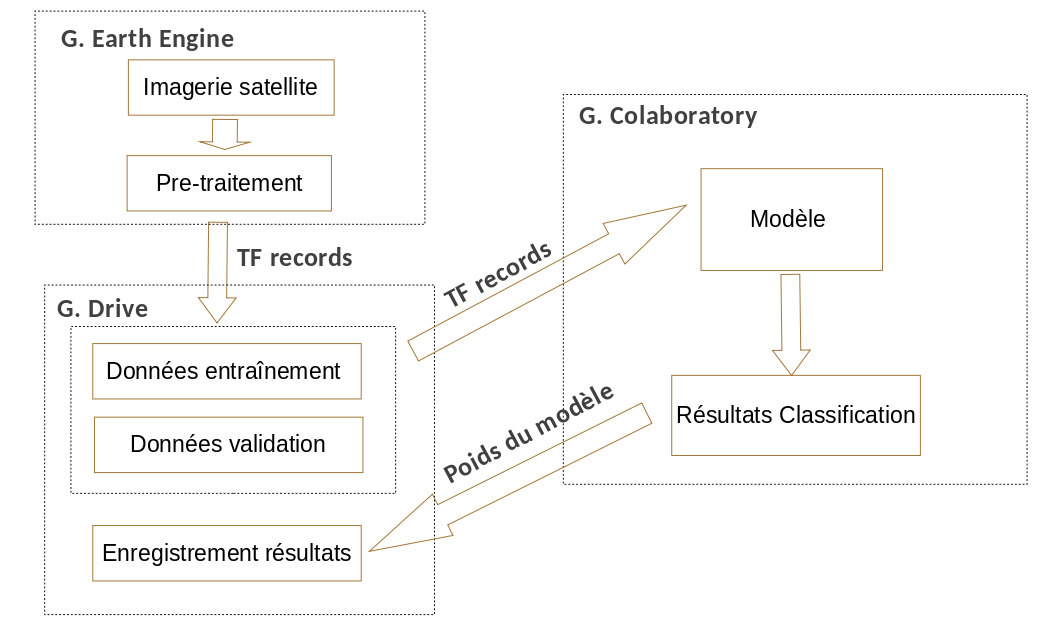 G. Earth Engine
Imagerie satellite
Pre-traitement
TF records
G. Drive
Données entraînement
Données validation
Enregistrement résultats
TF records
Poids du modèle
G. Colaboratory
Modèle
Résultats Classification